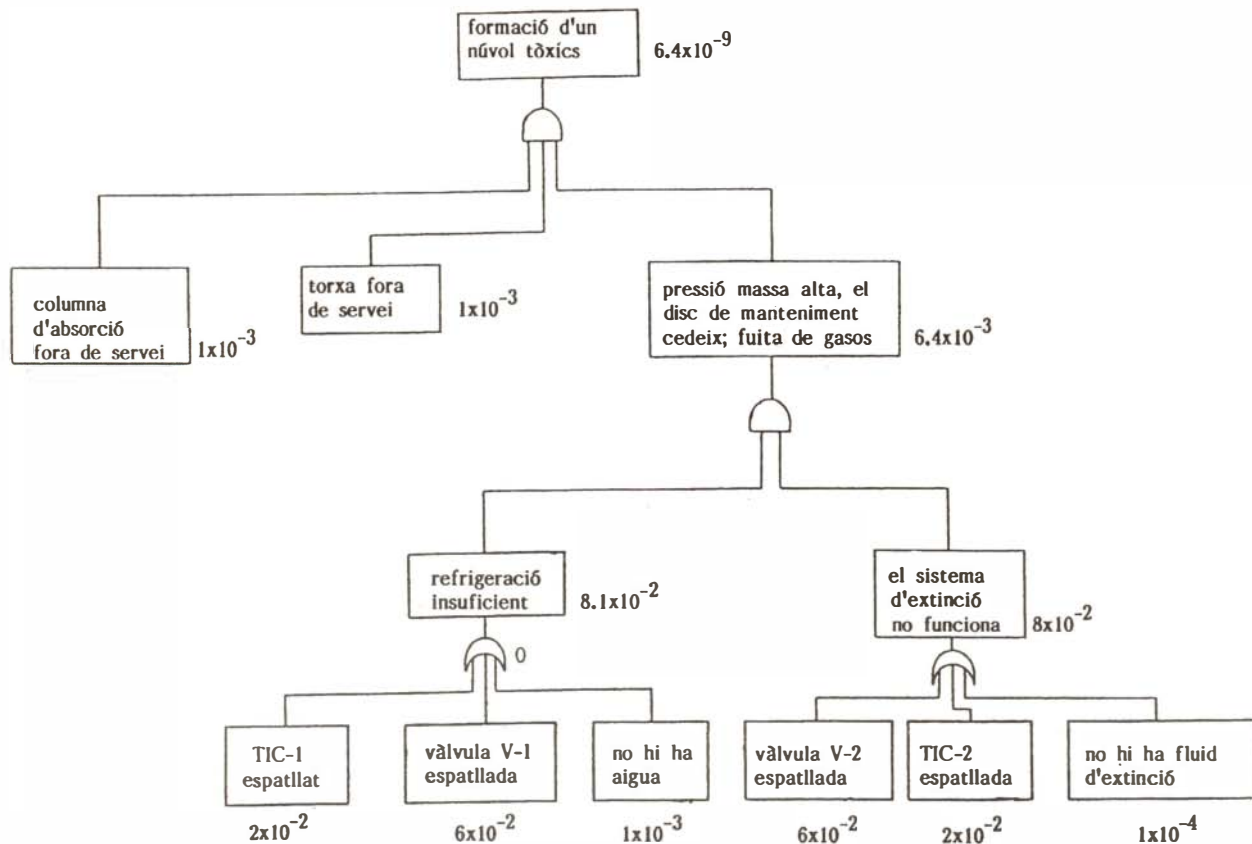 formació d'un
núvol tòxics
6.4x10⁻⁹
columna
d'absorció
fora de servei
1x10⁻³
torxa fora
de servei
1x10⁻³
pressió massa alta, el
disc de manteniment
cedeix; fuita de gasos
6.4x10⁻³
refrigeració
insuficient
8.1x10⁻²
0
el sistema
d'extinció
no funciona
8x10⁻²
TIC-1
espatllat
2x10⁻²
vàlvula V-1
espatllada
6x10⁻²
no hi ha
aigua
1x10⁻³
vàlvula V-2
espatllada
6x10⁻²
TIC-2
espatllada
2x10⁻²
no hi ha fluid
d'extinció
1x10⁻⁴